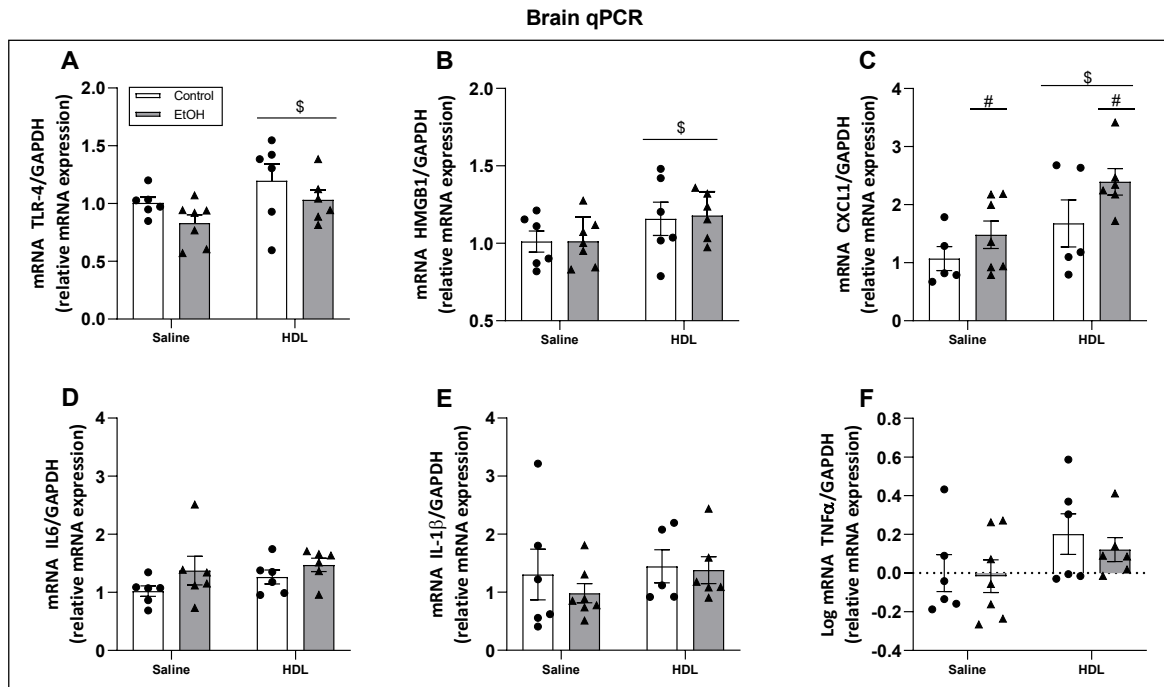 Brain qPCR
A
mRNA TLR-4/GAPDH
(relative mRNA expression)
2.0
1.5
1.0
0.5
0.0
Control
EtOH
$
Saline
HDL
B
mRNA HMGB1/GAPDH
(relative mRNA expression)
2.0
1.5
1.0
0.5
$
Saline
HDL
C
mRNA CXCL1/GAPDH
(relative mRNA expression)
4
3
2
1
0
$
#
#
Saline
HDL
D
mRNA IL6/GAPDH
(relative mRNA expression)
4
3
2
1
0
Saline
HDL
E
mRNA IL-1β/GAPDH
(relative mRNA expression)
4
3
2
1
0
Saline
HDL
F
Log mRNA TNFα/GAPDH
(relative mRNA expression)
0.8
0.6
0.4
0.2
0.0
-0.2
-0.4
Saline
HDL